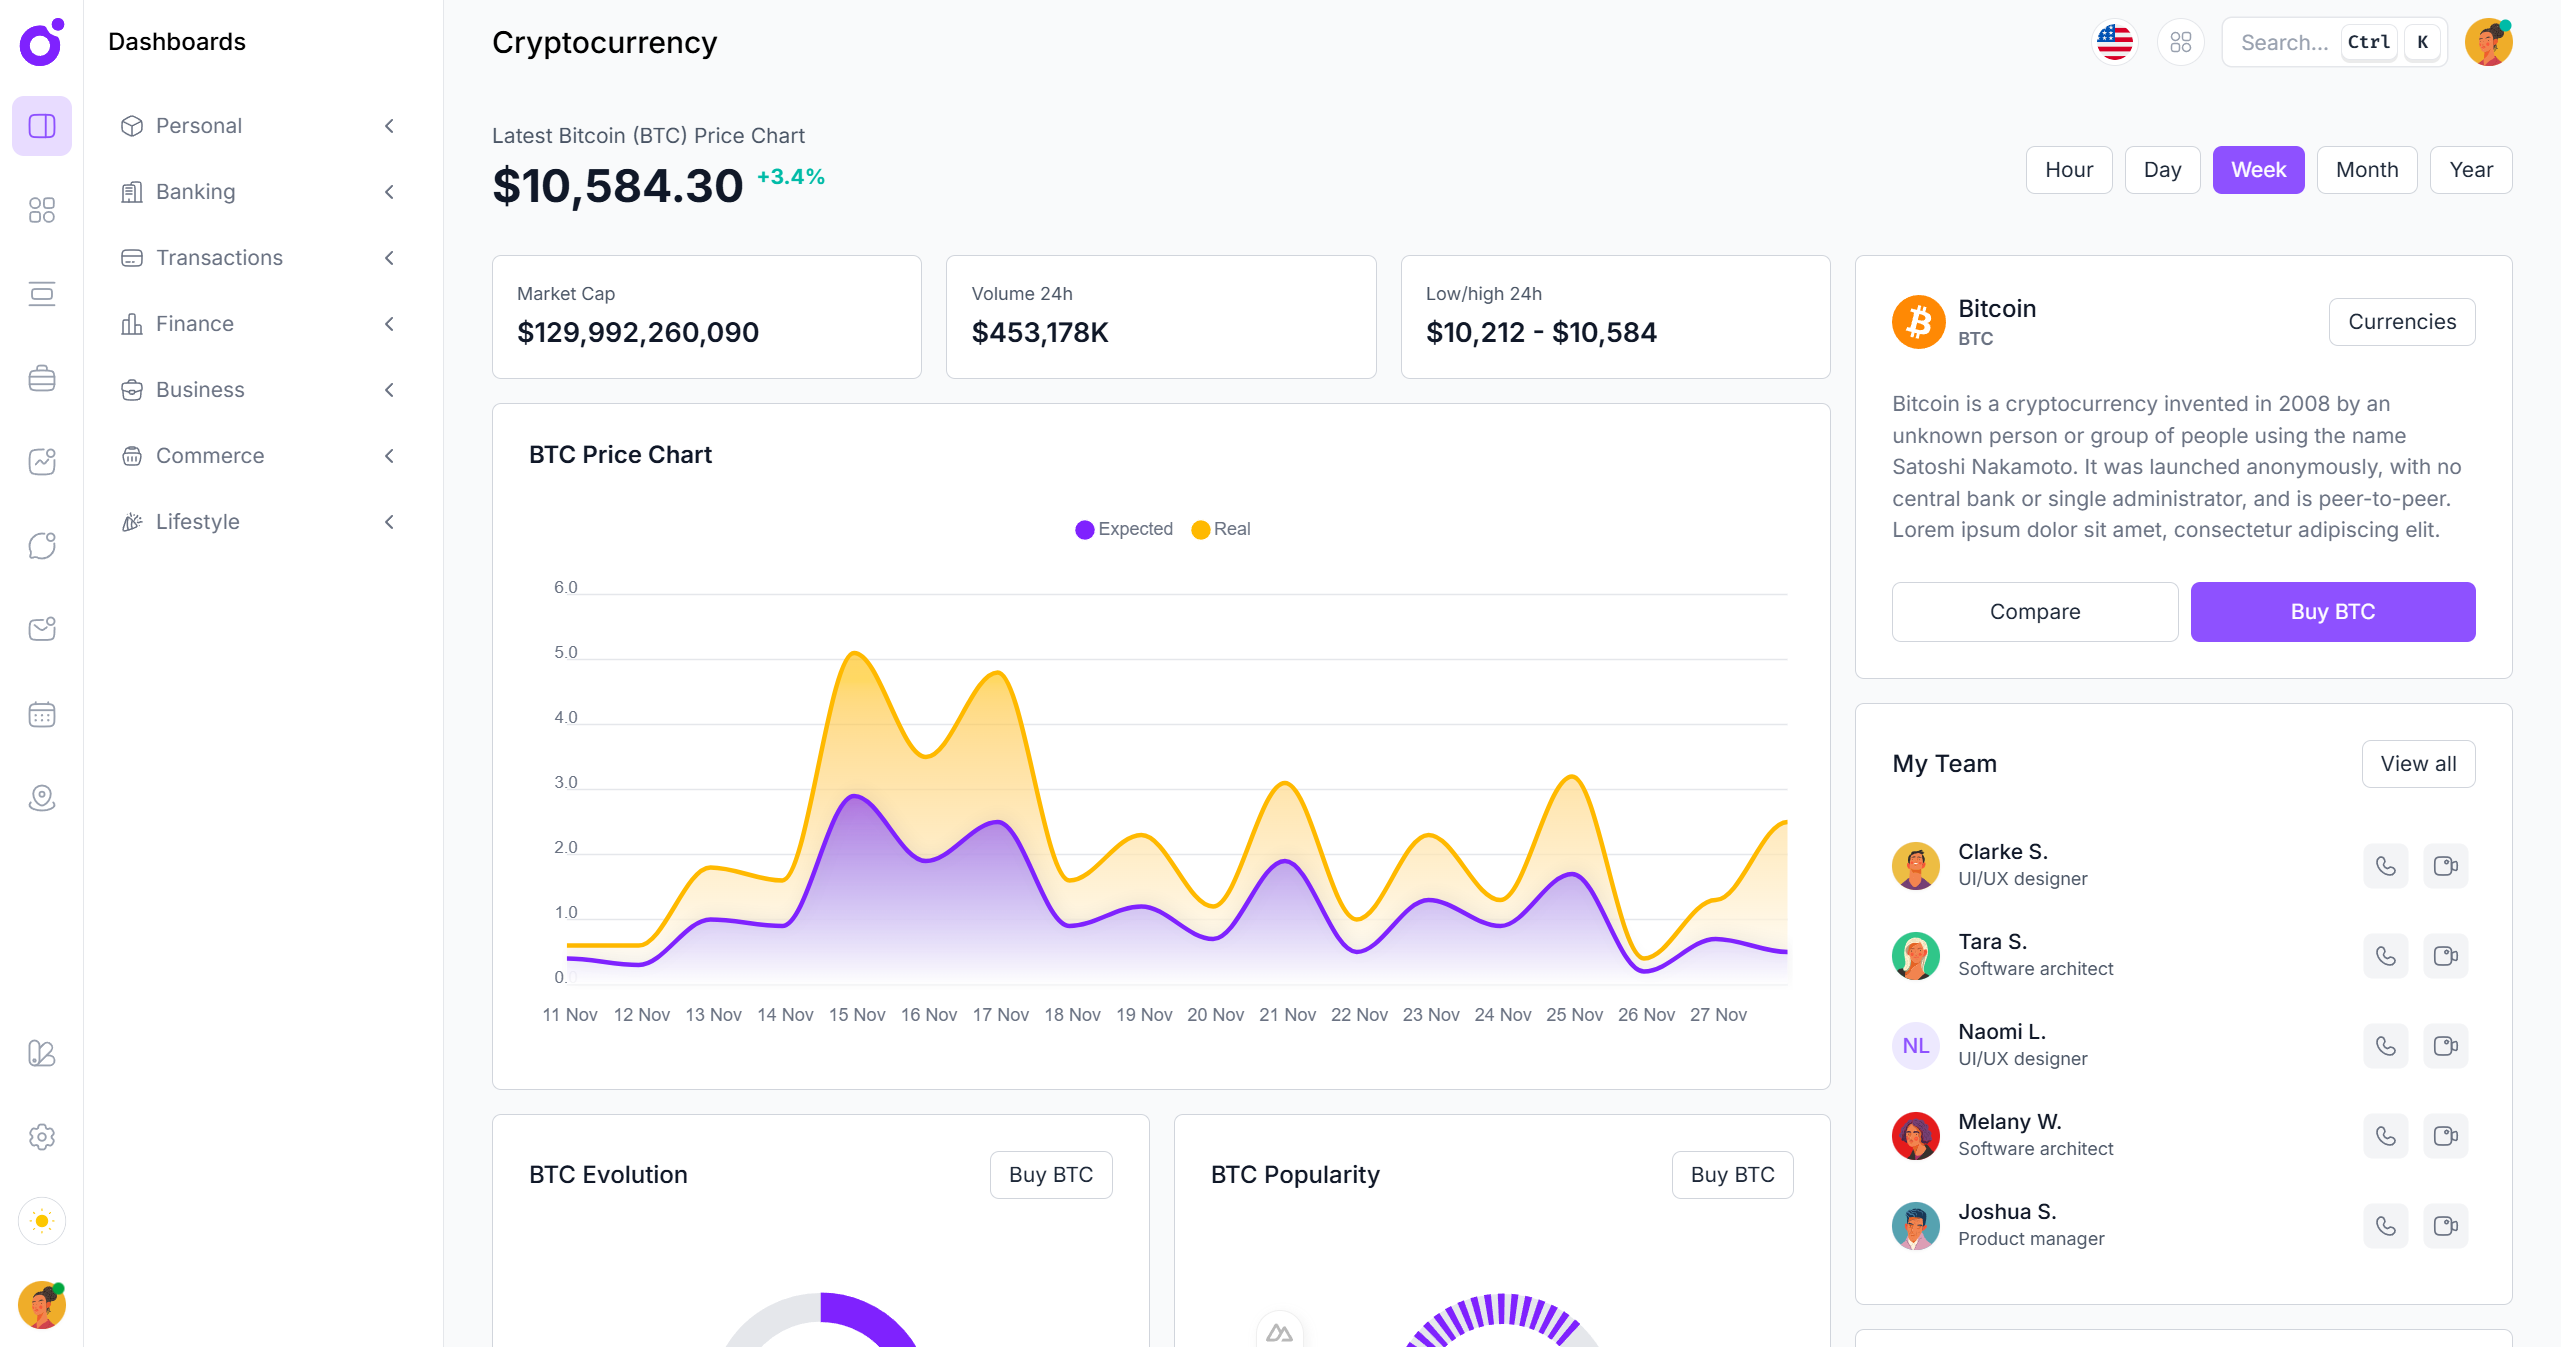 Dashboards
Personal
Banking
Transactions
Finance
Business
Commerce
Lifestyle
Cryptocurrency
Search... Ctrl K
Latest Bitcoin (BTC) Price Chart
$10,584.30 +3.4%
Hour Day Week Month Year
Market Cap
$129,992,260,090
Volume 24h
$453,178K
Low/high 24h
$10,212 - $10,584
BTC Price Chart
Expected Real
6.0
5.0
4.0
3.0
2.0
1.0
0.0
11 Nov 12 Nov 13 Nov 14 Nov 15 Nov 16 Nov 17 Nov 18 Nov 19 Nov 20 Nov 21 Nov 22 Nov 23 Nov 24 Nov 25 Nov 26 Nov 27 Nov
BTC Evolution
Buy BTC
BTC Popularity
Buy BTC
Bitcoin
BTC
Currencies
Bitcoin is a cryptocurrency invented in 2008 by an
unknown person or group of people using the name
Satoshi Nakamoto. It was launched anonymously, with no
central bank or single administrator, and is peer-to-peer.
Lorem ipsum dolor sit amet, consectetur adipiscing elit.
Compare
Buy BTC
My Team
View all
Clarke S.
UI/UX designer
Tara S.
Software architect
NL
Naomi L.
UI/UX designer
Melany W.
Software architect
Joshua S.
Product manager